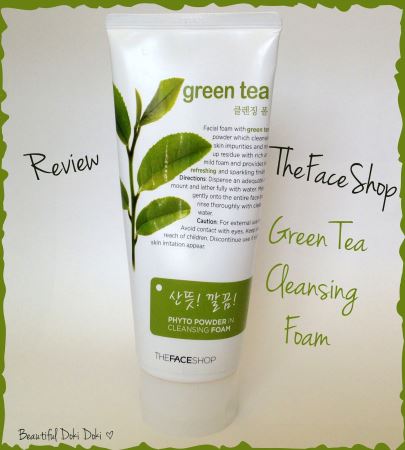 Review
green tea
클렌징 폼
Facial foam with green tea
powder which cleanse
skin impurities and m
up residue with rich an
mild foam and provides
refreshing and sparkling finish
Directions: Dispense an adequate
mount and lather fully with water.
gently onto the entire face
rinse thoroughly with
water.
Caution: For external use
Avoid contact with eyes. Keep
reach of children. Discontinue use if
skin irritation appear.
산뜻! 깔끔!
PHYTO POWDER IN
CLEANSING FOAM
THEFACESHOP
TheFaceShop
Green Tea
Cleansing
Foam
Beautiful Doki Doki ♡